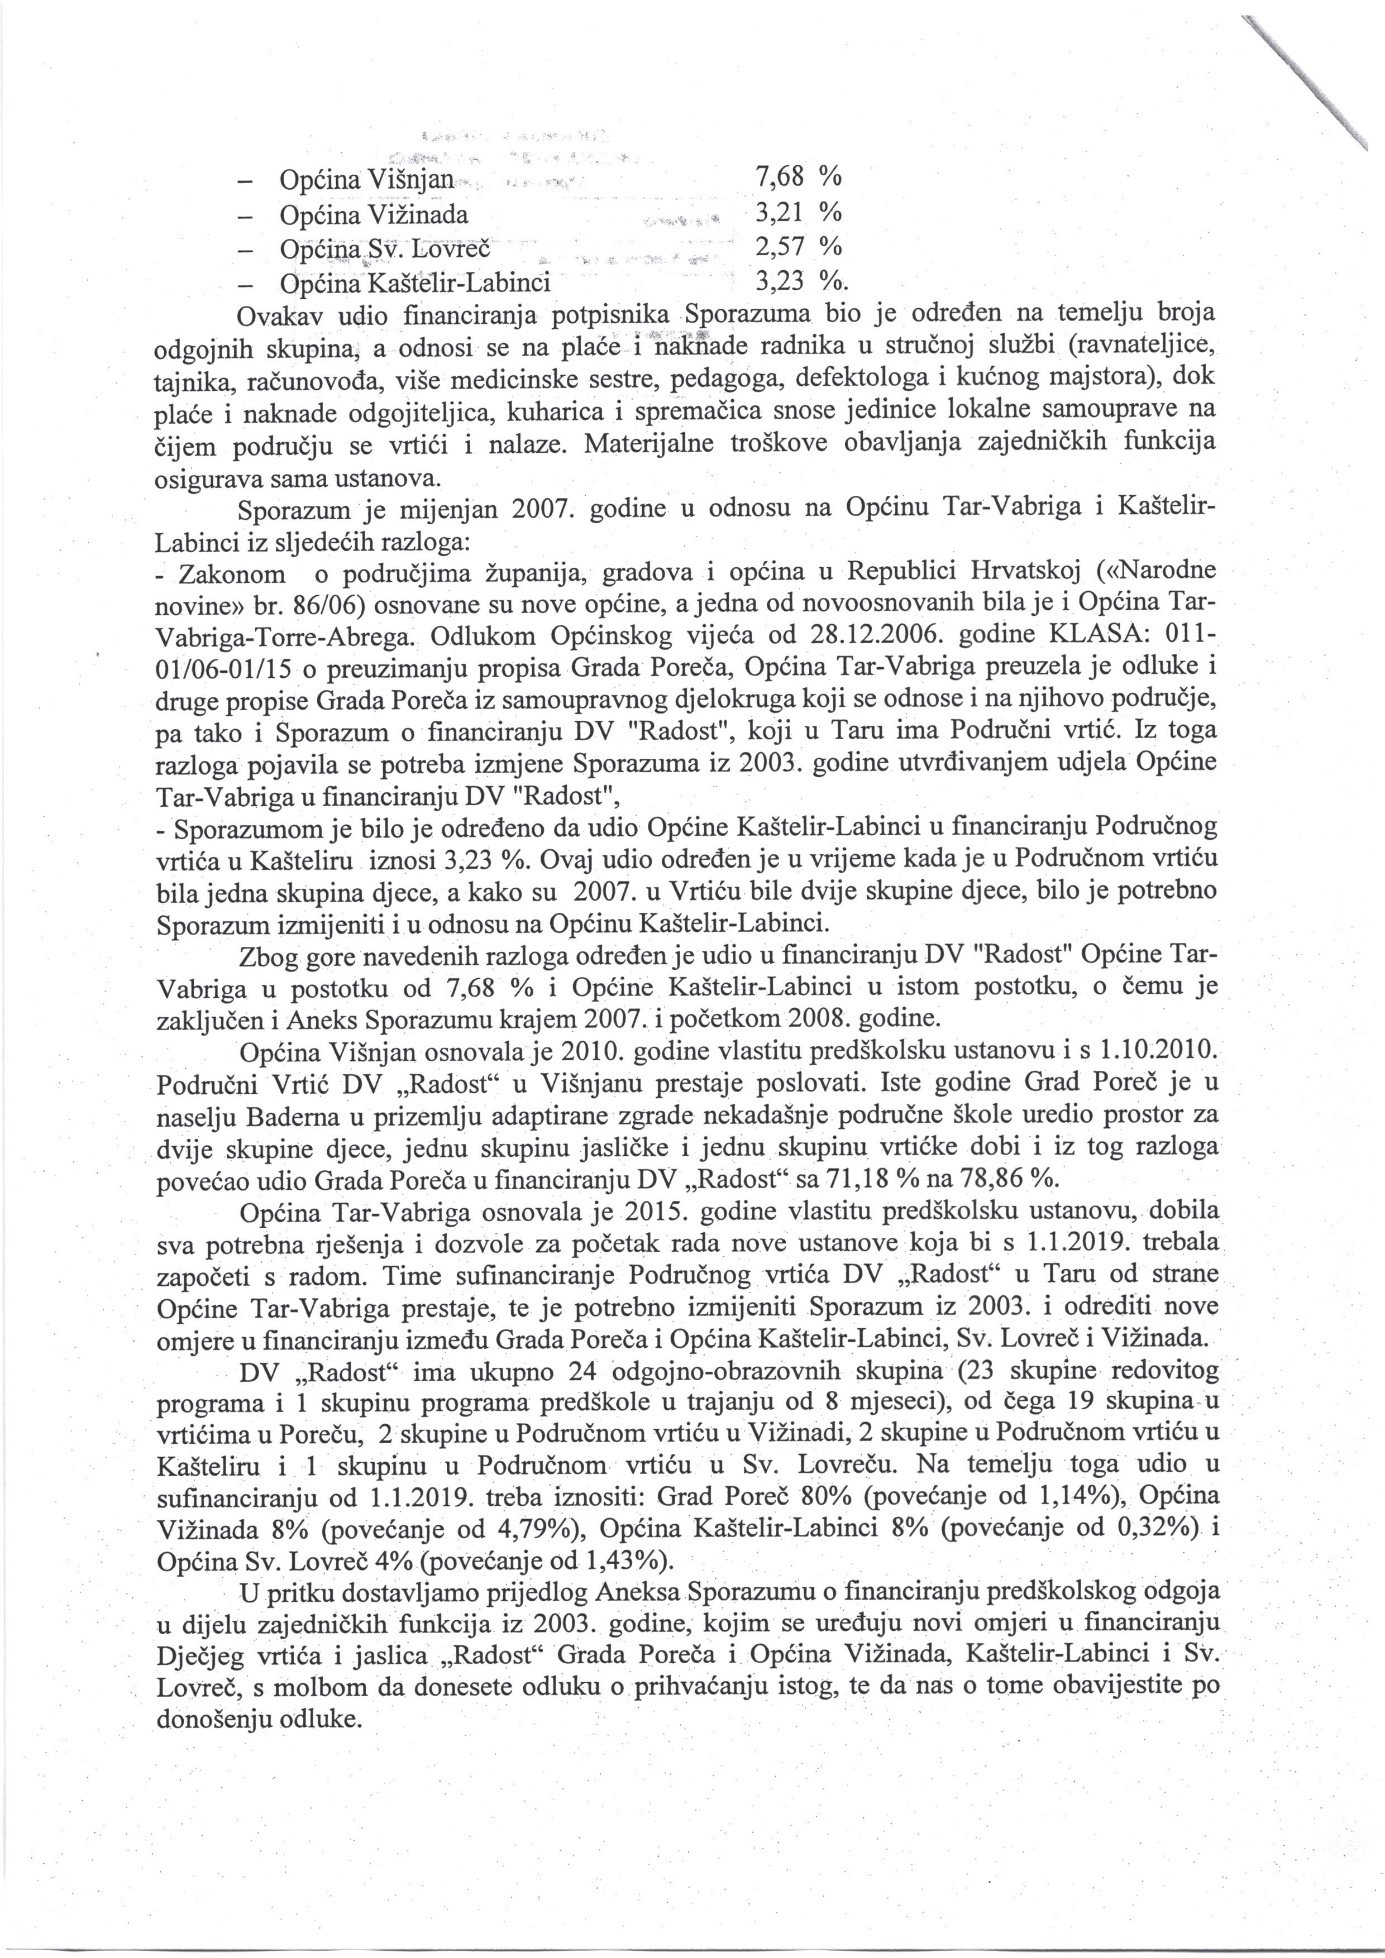 – Općina Višnjan 7,68 %
– Općina Vižinada 3,21 %
– Općina Sv. Lovreč 2,57 %
– Općina Kaštelir-Labinci 3,23 %.
Ovakav udio financiranja potpisnika Sporazuma bio je određen na temelju broja
odgojnih skupina, a odnosi se na plaće i naknade radnika u stručnoj službi (ravnateljice,
tajnika, računovođa, više medicinske sestre, pedagoga, defektologa i kućnog majstora), dok
plaće i naknade odgojiteljica, kuharica i spremačica snose jedinice lokalne samouprave na
čijem području se vrtići i nalaze. Materijalne troškove obavljanja zajedničkih funkcija
osigurava sama ustanova.
Sporazum je mijenjan 2007. godine u odnosu na Općinu Tar-Vabriga i Kaštelir-
Labinci iz sljedećih razloga:
- Zakonom o područjima županija, gradova i općina u Republici Hrvatskoj («Narodne
novine» br. 86/06) osnovane su nove općine, a jedna od novoosnovanih bila je i Općina Tar-
Vabriga-Torre-Abrega. Odlukom Općinskog vijeća od 28.12.2006. godine KLASA: 011-
01/06-01/15 o preuzimanju propisa Grada Poreča, Općina Tar-Vabriga preuzela je odluke i
druge propise Grada Poreča iz samoupravnog djelokruga koji se odnose i na njihovo područje,
pa tako i Sporazum o financiranju DV "Radost", koji u Taru ima Područni vrtić. Iz toga
razloga pojavila se potreba izmjene Sporazuma iz 2003. godine utvrđivanjem udjela Općine
Tar-Vabriga u financiranju DV "Radost",
- Sporazumom je bilo je određeno da udio Općine Kaštelir-Labinci u financiranju Područnog
vrtića u Kašteliru iznosi 3,23 %. Ovaj udio određen je u vrijeme kada je u Područnom vrtiću
bila jedna skupina djece, a kako su 2007. u Vrtiću bile dvije skupine djece, bilo je potrebno
Sporazum izmijeniti i u odnosu na Općinu Kaštelir-Labinci.
Zbog gore navedenih razloga određen je udio u financiranju DV "Radost" Općine Tar-
Vabriga u postotku od 7,68 % i Općine Kaštelir-Labinci u istom postotku, o čemu je
zaključen i Aneks Sporazumu krajem 2007. i početkom 2008. godine.
Općina Višnjan osnovala je 2010. godine vlastitu predškolsku ustanovu i s 1.10.2010.
Područni Vrtić DV „Radost“ u Višnjanu prestaje poslovati. Iste godine Grad Poreč je u
naselju Baderna u prizemlju adaptirane zgrade nekadašnje područne škole uredio prostor za
dvije skupine djece, jednu skupinu jasličke i jednu skupinu vrtićke dobi i iz tog razloga
povećao udio Grada Poreča u financiranju DV „Radost“ sa 71,18 % na 78,86 %.
Općina Tar-Vabriga osnovala je 2015. godine vlastitu predškolsku ustanovu, dobila
sva potrebna rješenja i dozvole za početak rada nove ustanove koja bi s 1.1.2019. trebala
započeti s radom. Time sufinanciranje Područnog vrtića DV „Radost“ u Taru od strane
Općine Tar-Vabriga prestaje, te je potrebno izmijeniti Sporazum iz 2003. i odrediti nove
omjere u financiranju između Grada Poreča i Općina Kaštelir-Labinci, Sv. Lovreč i Vižinada.
DV „Radost“ ima ukupno 24 odgojno-obrazovnih skupina (23 skupine redovitog
programa i 1 skupinu programa predškole u trajanju od 8 mjeseci), od čega 19 skupina u
vrtićima u Poreču, 2 skupine u Područnom vrtiću u Vižinadi, 2 skupine u Područnom vrtiću u
Kašteliru i 1 skupinu u Područnom vrtiću u Sv. Lovreču. Na temelju toga udio u
sufinanciranju od 1.1.2019. treba iznositi: Grad Poreč 80% (povećanje od 1,14%), Općina
Vižinada 8% (povećanje od 4,79%), Općina Kaštelir-Labinci 8% (povećanje od 0,32%) i
Općina Sv. Lovreč 4% (povećanje od 1,43%).
U pritku dostavljamo prijedlog Aneksa Sporazumu o financiranju predškolskog odgoja
u dijelu zajedničkih funkcija iz 2003. godine, kojim se uređuju novi omjeri u financiranju
Dječjeg vrtića i jaslica „Radost“ Grada Poreča i Općina Vižinada, Kaštelir-Labinci i Sv.
Lovreč, s molbom da donesete odluku o prihvaćanju istog, te da nas o tome obavijestite po
donošenju odluke.